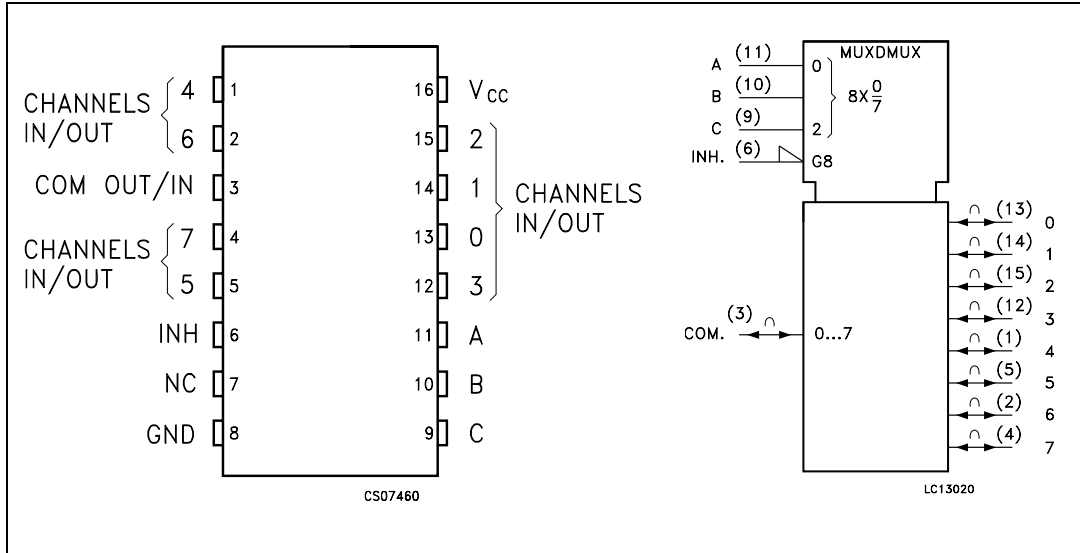 CHANNELS
IN/OUT
4
6
COM OUT/IN
CHANNELS
IN/OUT
7
5
INH
NC
GND
1
2
3
4
5
6
7
8
16
15
14
13
12
11
10
9
VCC
2
1
0
3
CHANNELS
IN/OUT
A
B
C
CS07460
MUXDMUX
A (11) 0
B (10)
C (9) 2
8X 0/7
INH. (6) G8
COM. (3) ∩ 0...7
∩ (13) 0
∩ (14) 1
∩ (15) 2
∩ (12) 3
∩ (1) 4
∩ (5) 5
∩ (2) 6
∩ (4) 7
LC13020